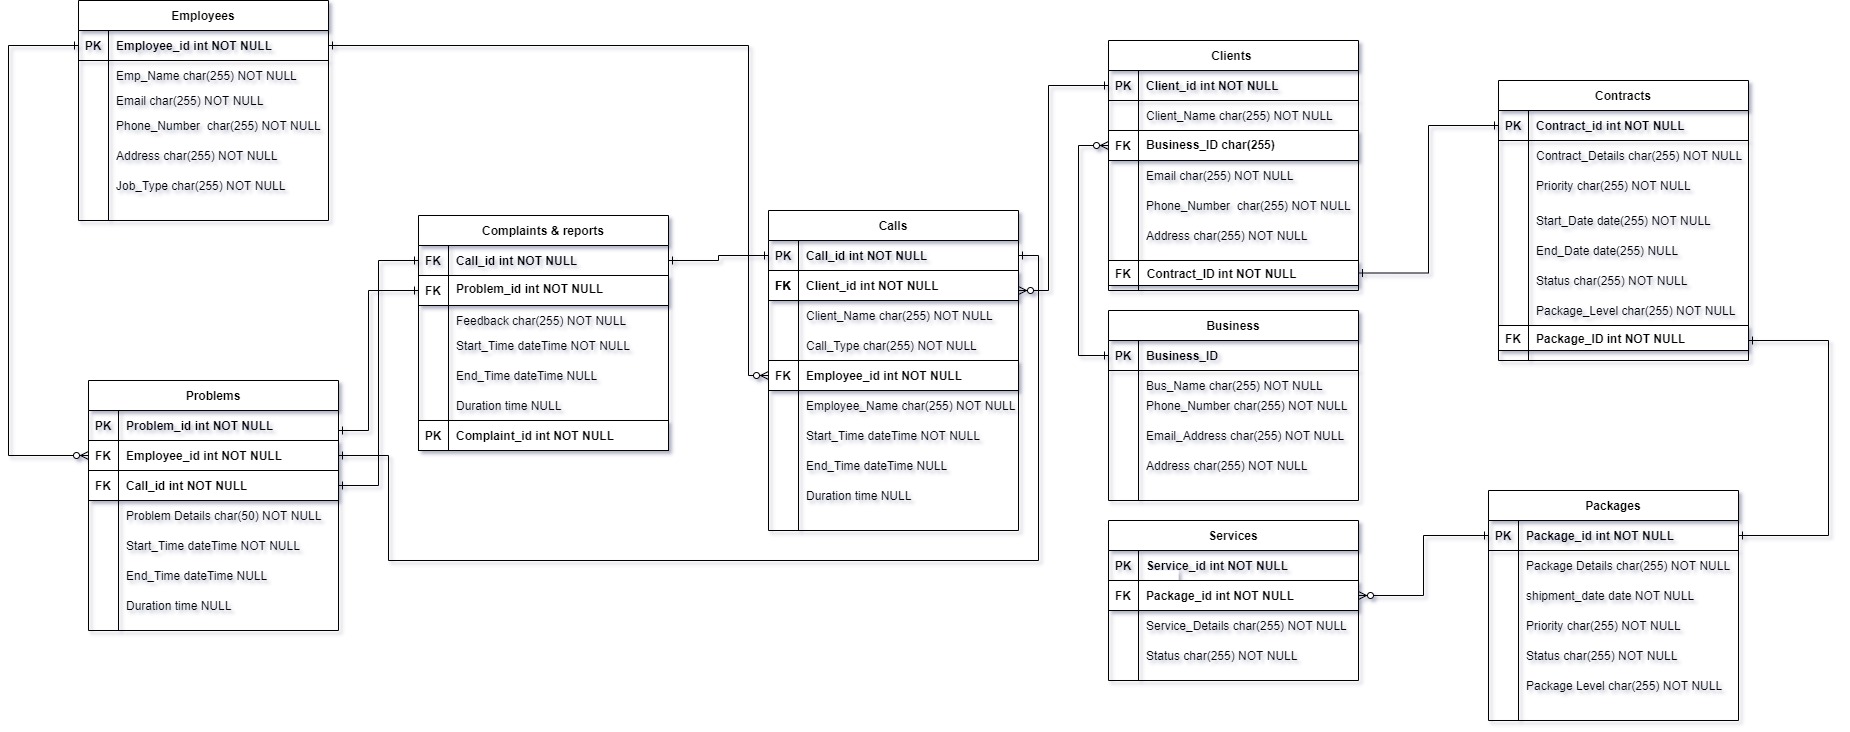 Employees
PK Employee_id int NOT NULL
Emp_Name char(255) NOT NULL
Email char(255) NOT NULL
Phone_Number  char(255) NOT NULL
Address char(255) NOT NULL
Job_Type char(255) NOT NULL
Complaints & reports
FK Call_id int NOT NULL
FK Problem_id int NOT NULL
Feedback char(255) NOT NULL
Start_Time dateTime NOT NULL
End_Time dateTime NULL
Duration time NULL
PK Complaint_id int NOT NULL
Problems
PK Problem_id int NOT NULL
FK Employee_id int NOT NULL
FK Call_id int NOT NULL
Problem Details char(50) NOT NULL
Start_Time dateTime NOT NULL
End_Time dateTime NULL
Duration time NULL
Calls
PK Call_id int NOT NULL
FK Client_id int NOT NULL
Client_Name char(255) NOT NULL
Call_Type char(255) NOT NULL
FK Employee_id int NOT NULL
Employee_Name char(255) NOT NULL
Start_Time dateTime NOT NULL
End_Time dateTime NULL
Duration time NULL
Clients
PK Client_id int NOT NULL
Client_Name char(255) NOT NULL
FK Business_ID char(255)
Email char(255) NOT NULL
Phone_Number  char(255) NOT NULL
Address char(255) NOT NULL
FK Contract_ID int NOT NULL
Business
PK Business_ID
Bus_Name char(255) NOT NULL
Phone_Number char(255) NOT NULL
Email_Address char(255) NOT NULL
Address char(255) NOT NULL
Services
PK Service_id int NOT NULL
FK Package_id int NOT NULL
Service_Details char(255) NOT NULL
Status char(255) NOT NULL
Contracts
PK Contract_id int NOT NULL
Contract_Details char(255) NOT NULL
Priority char(255) NOT NULL
Start_Date date(255) NOT NULL
End_Date date(255) NULL
Status char(255) NOT NULL
Package_Level char(255) NOT NULL
FK Package_ID int NOT NULL
Packages
PK Package_id int NOT NULL
Package Details char(255) NOT NULL
shipment_date date NOT NULL
Priority char(255) NOT NULL
Status char(255) NOT NULL
Package Level char(255) NOT NULL